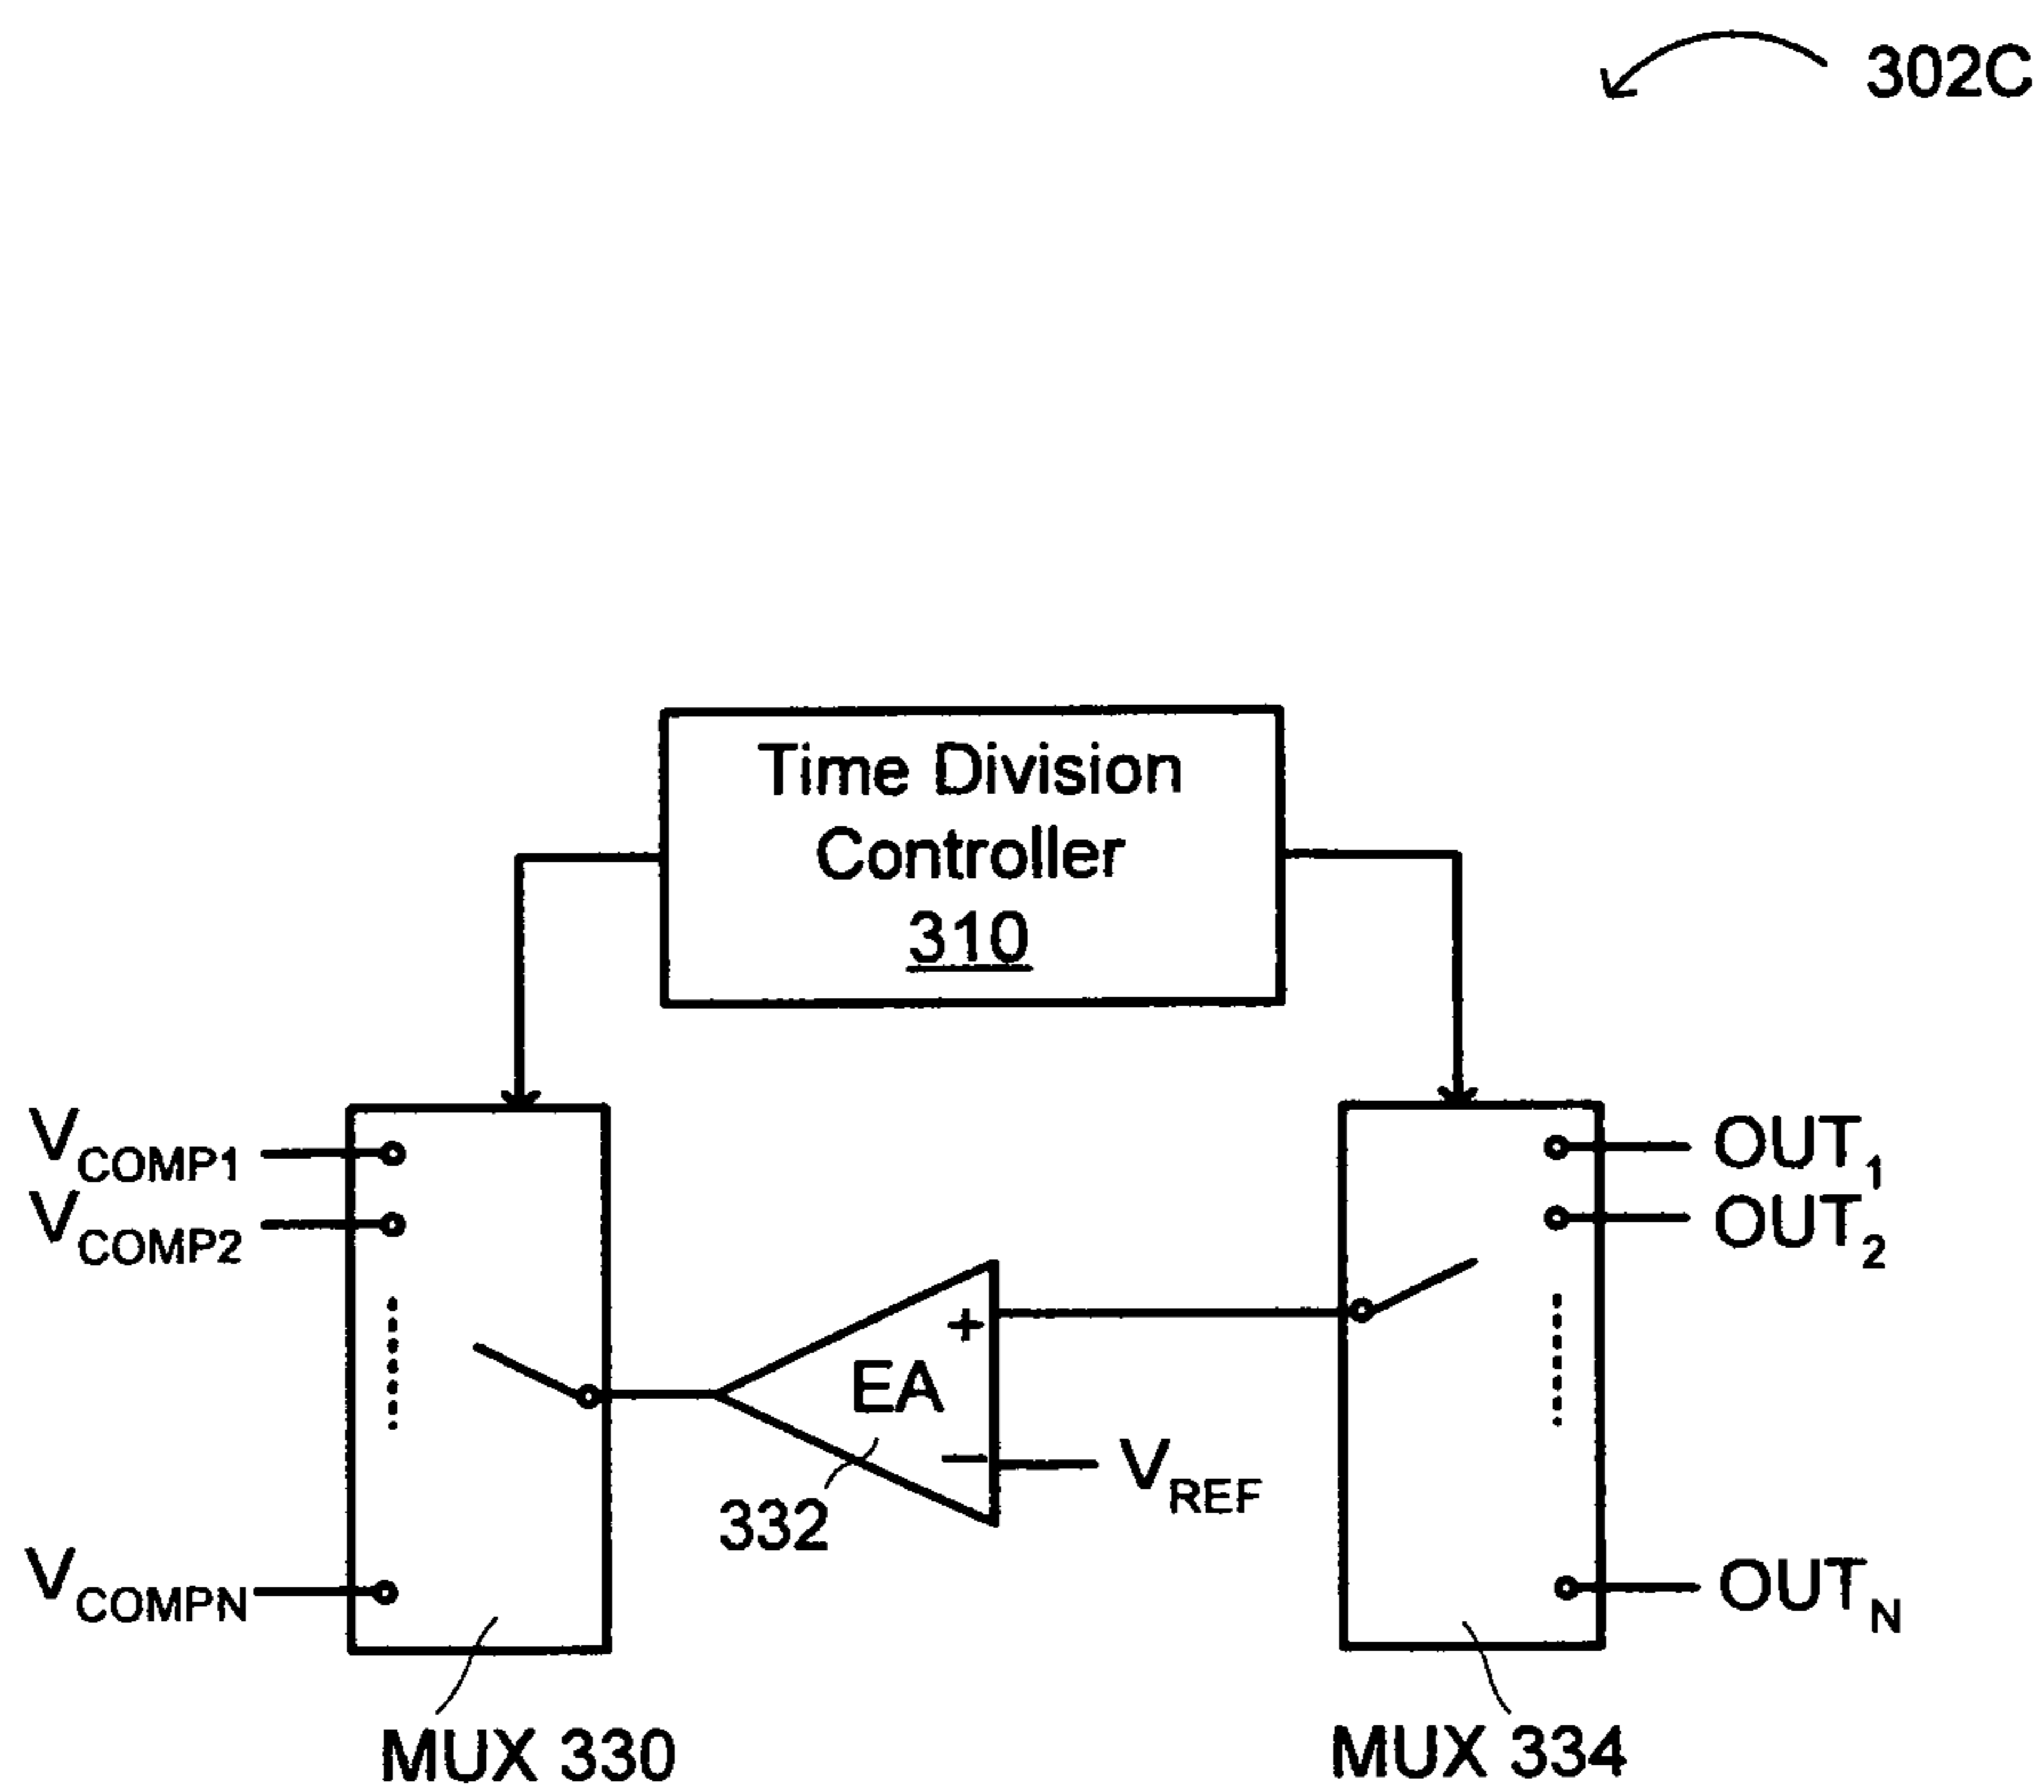 302C
Time Division
Controller
310
VCOMP1
VCOMP2
VCOMPN
OUT1
OUT2
OUTN
+
EA
−
VREF
332
MUX 330
MUX 334